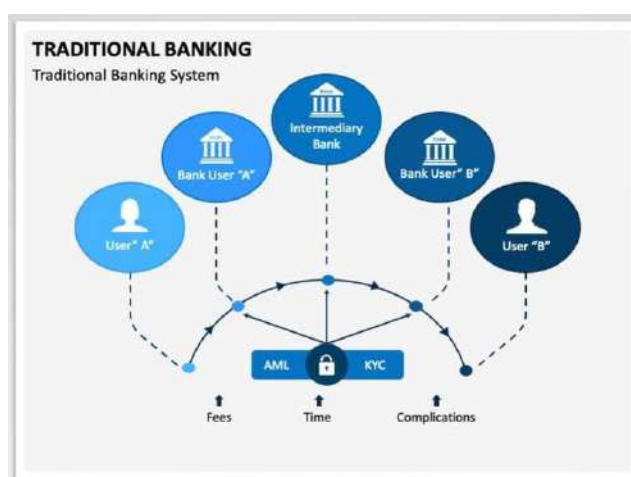 TRADITIONAL BANKING
Traditional Banking System
Intermediary
Bank
Bank User "A"
Bank User" B"
User" A"
User "B"
AML
KYC
Fees
Time
Complications